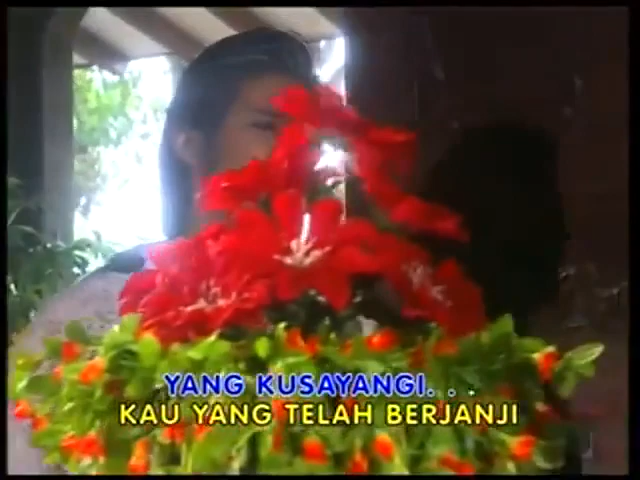 YANG KUSAYANGI. . .
KAU YANG TELAH BERJANJI